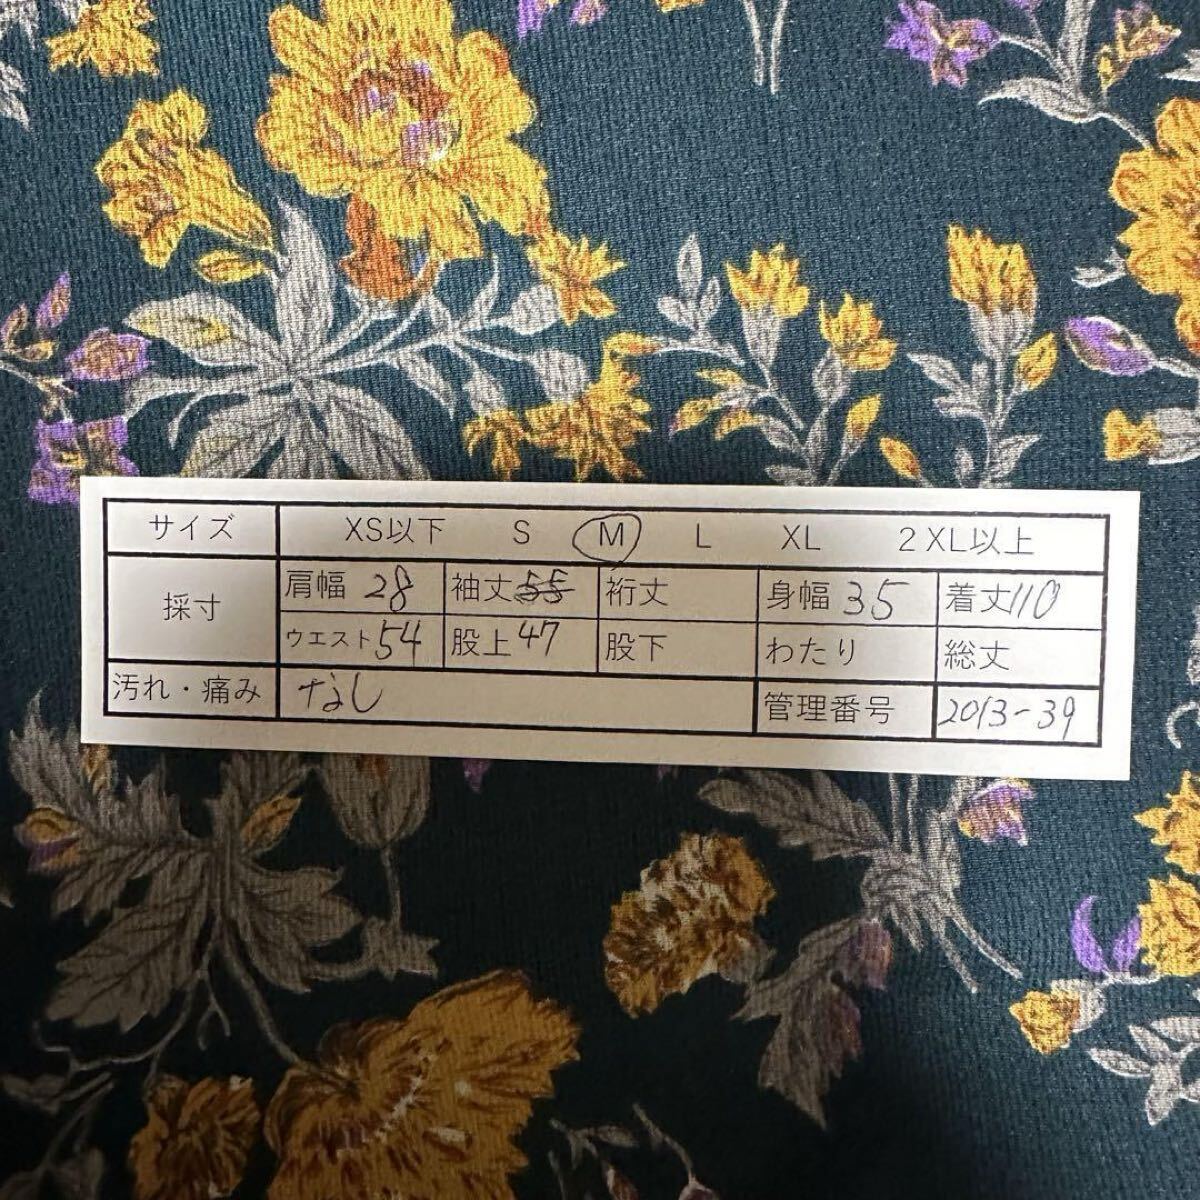 サイズ XS以下 S M L XL 2XL以上
採寸 肩幅 28 袖丈 55 裄丈 身幅 35 着丈 110
ウエスト 54 股上 47 股下 わたり 総丈
汚れ・痛み なし 管理番号 2013-39